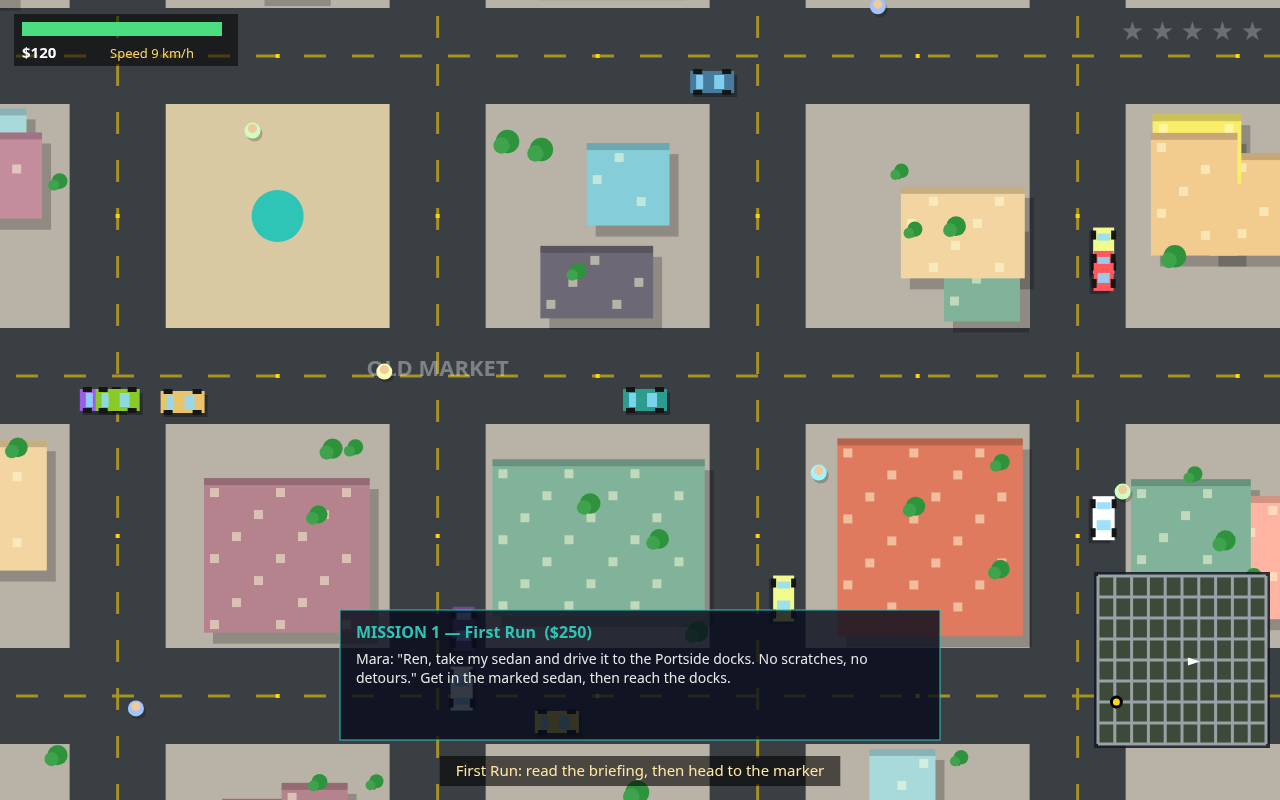 $120 Speed 9 km/h
OLD MARKET
MISSION 1 — First Run ($250)
Mara: "Ren, take my sedan and drive it to the Portside docks. No scratches, no
detours." Get in the marked sedan, then reach the docks.
First Run: read the briefing, then head to the marker